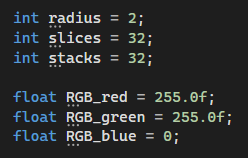 int radius = 2;
int slices = 32;
int stacks = 32;
float RGB_red = 255.0f;
float RGB_green = 255.0f;
float RGB_blue = 0;